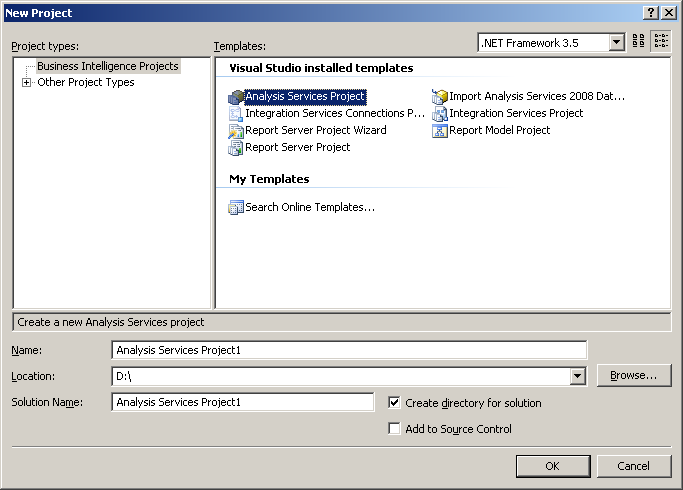 New Project
Project types:
Templates:
.NET Framework 3.5
Business Intelligence Projects
Other Project Types
Visual Studio installed templates
Analysis Services Project
Import Analysis Services 2008 Dat...
Integration Services Connections P...
Integration Services Project
Report Server Project Wizard
Report Model Project
Report Server Project
My Templates
Search Online Templates...
Create a new Analysis Services project
Name:
Analysis Services Project1
Location:
D:\
Browse...
Solution Name:
Analysis Services Project1
Create directory for solution
Add to Source Control
OK
Cancel